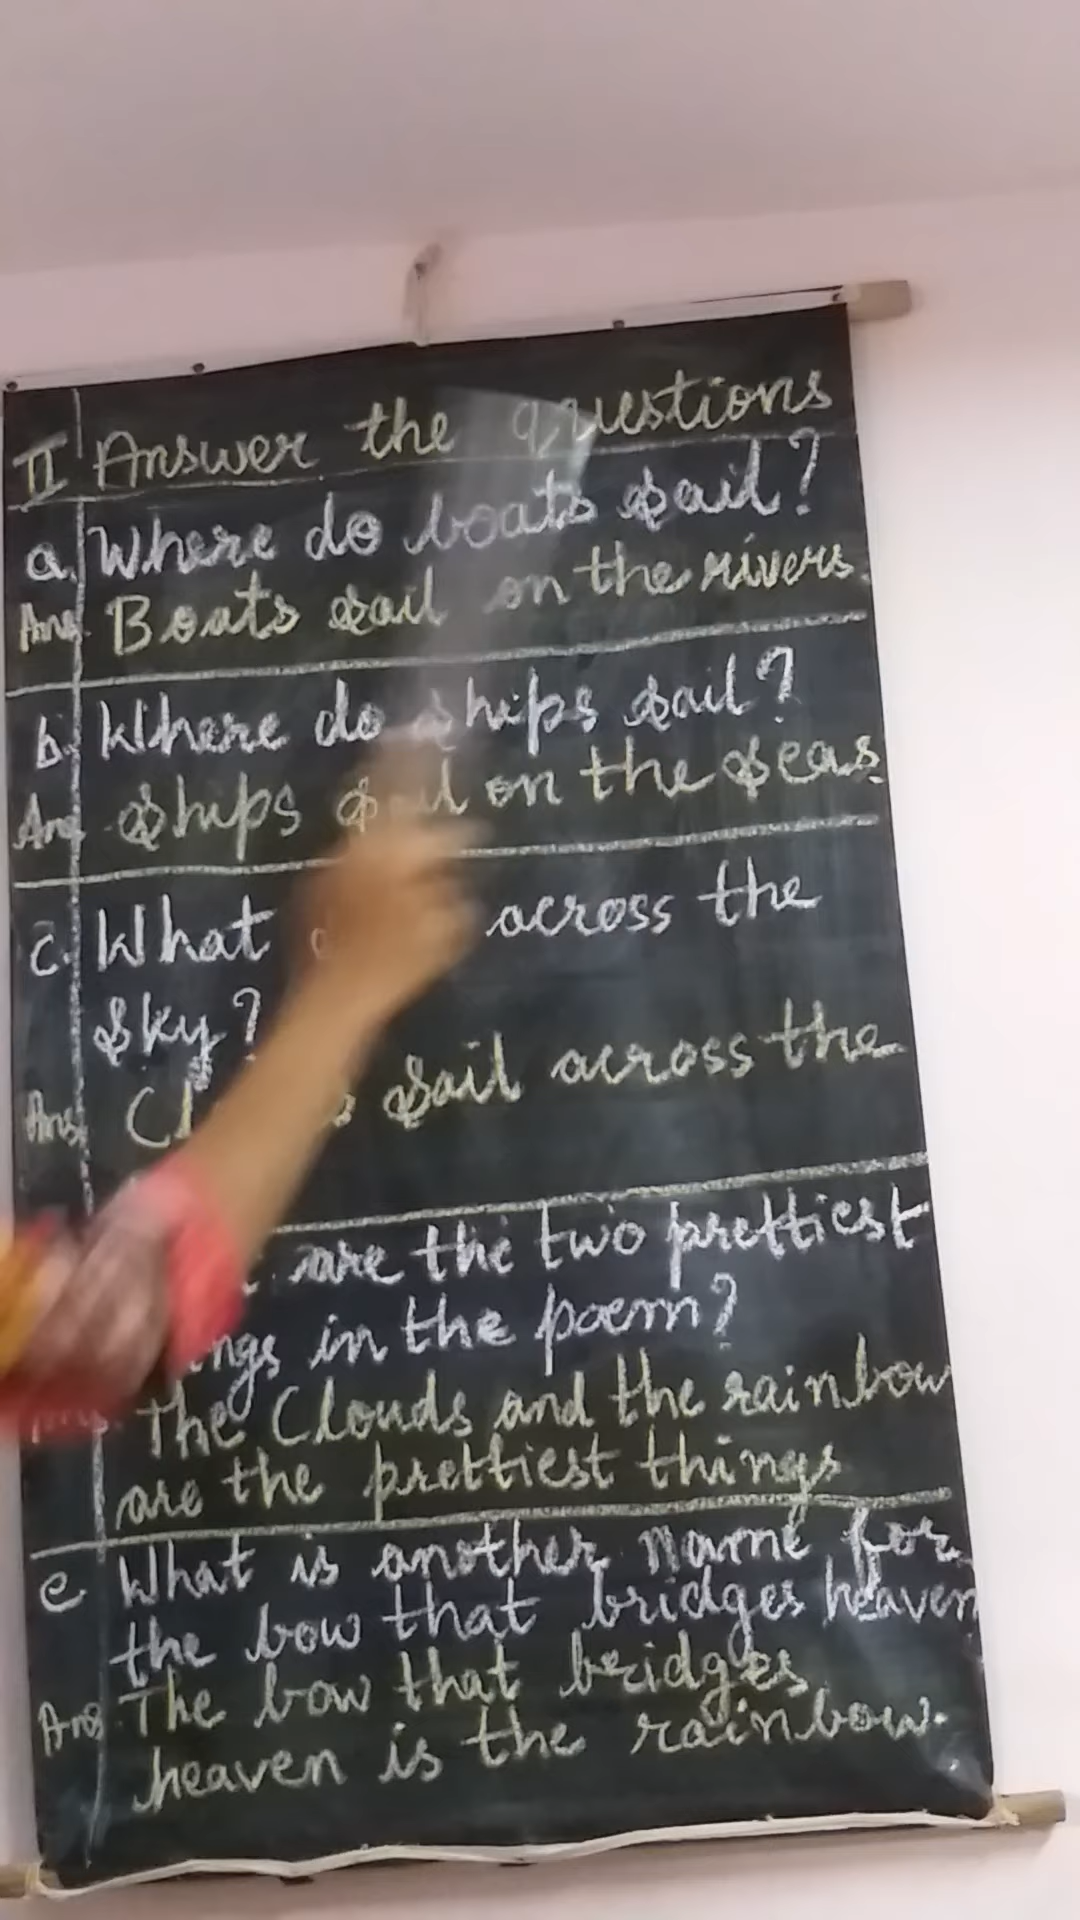 II Answer the questions
a. Where do boats sail?
Ans. Boats sail on the rivers.
b. Where do ships sail?
Ans. Ships sail on the seas.
c. What across the
sky?
Ans. sail across the
are the two prettiest
in the poem?
The Clouds and the rainbow
are the prettiest things
e What is another name for
the bow that bridges heaven
Ans. The bow that bridges
heaven is the rainbow.